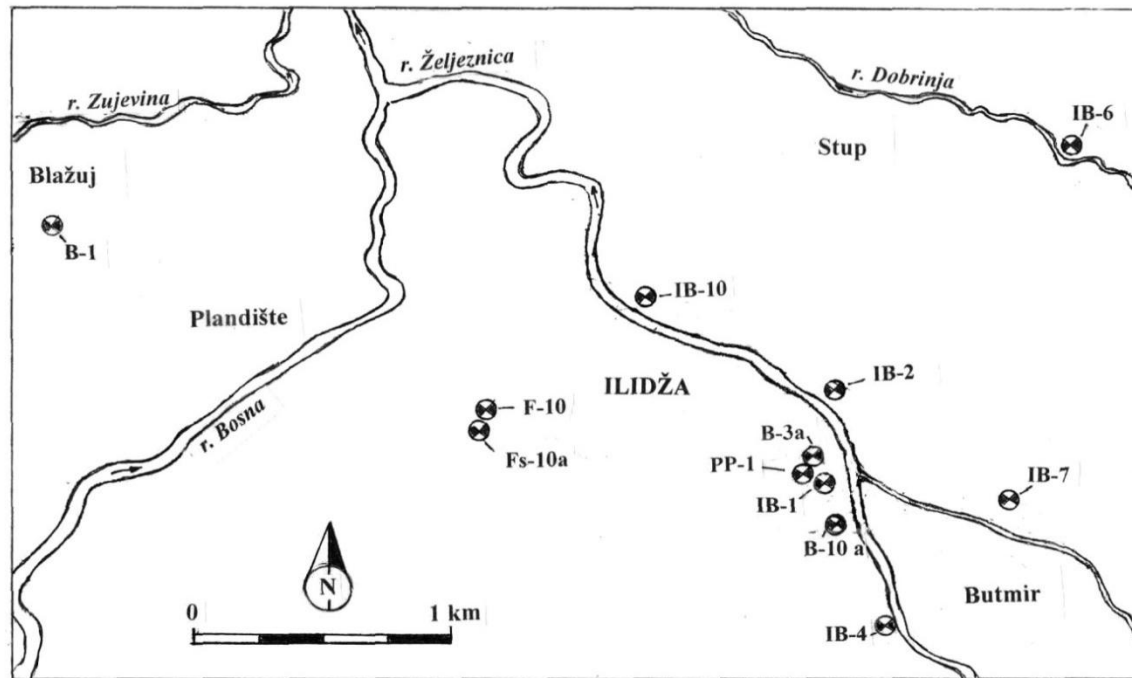 r. Željeznica
r. Dobrinja
r. Zujevina
IB-6
Stup
Blažuj
B-1
IB-10
Plandište
IB-2
ILIDŽA
F-10
r. Bosna
B-3a
Fs-10a
PP-1
IB-7
IB-1
B-10 a
N
Butmir
0 1 km
IB-4